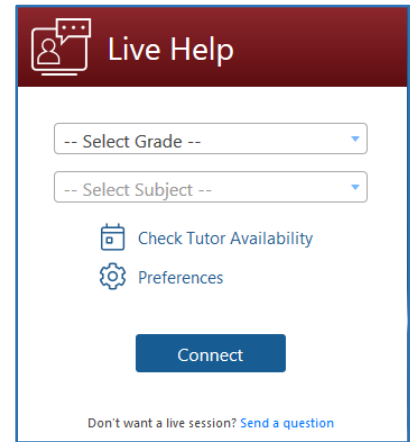 Live Help
-- Select Grade --
-- Select Subject --
Check Tutor Availability
Preferences
Connect
Don't want a live session? Send a question